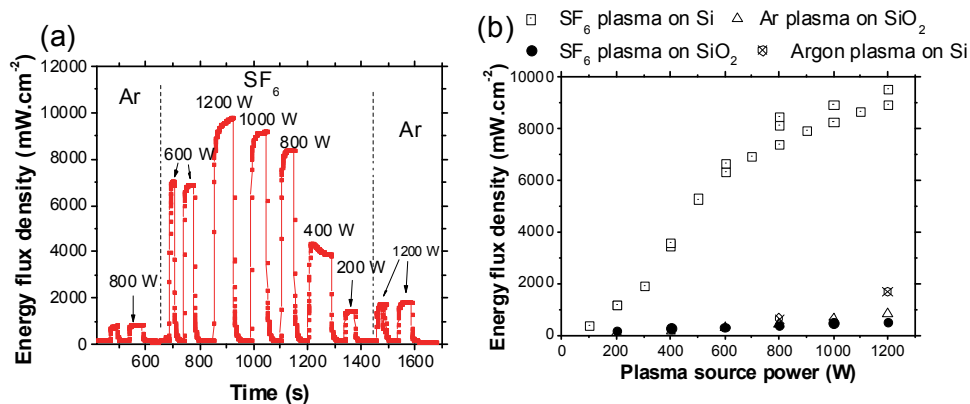 (a)
Energy flux density (mW.cm⁻²)
12000
10000
8000
6000
4000
2000
0
Ar
SF₆
Ar
1200 W
1000 W
600 W
800 W
400 W
200 W
1200 W
800 W
600 800 1000 1200 1400 1600
Time (s)
(b)
SF₆ plasma on Si
Ar plasma on SiO₂
SF₆ plasma on SiO₂
Argon plasma on Si
Energy flux density (mW.cm⁻²)
10000
8000
6000
4000
2000
0
0 200 400 600 800 1000 1200
Plasma source power (W)